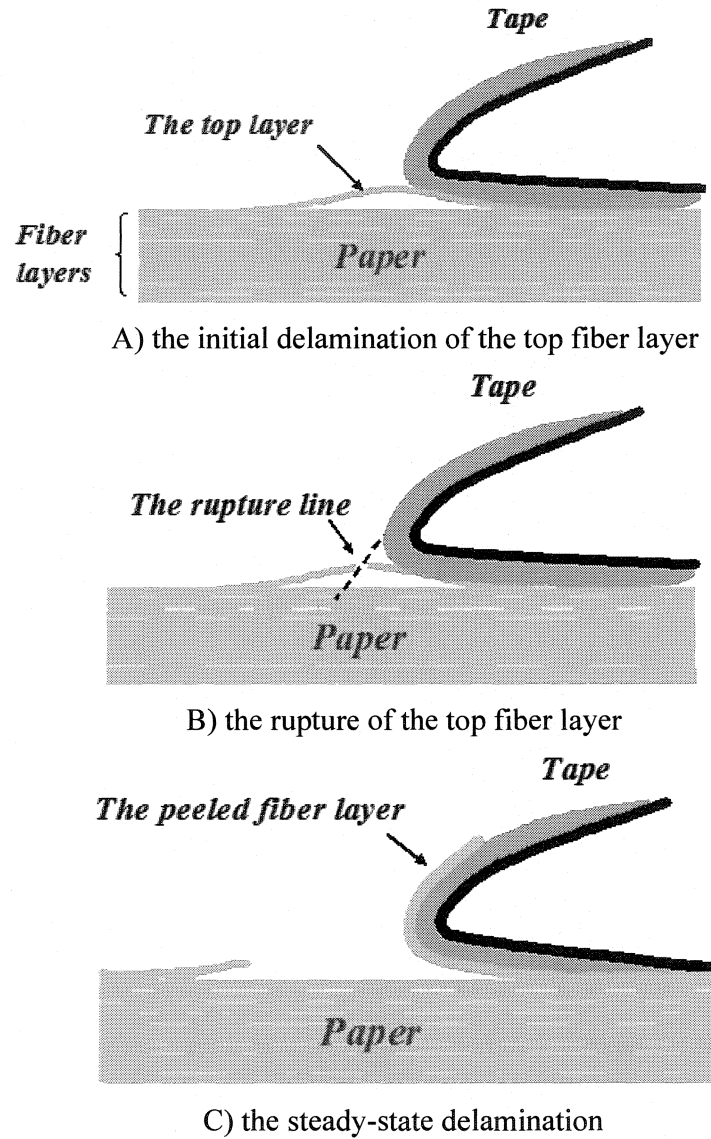 Tape
The top layer
Fiber
layers
Paper
A) the initial delamination of the top fiber layer
Tape
The rupture line
Paper
B) the rupture of the top fiber layer
Tape
The peeled fiber layer
Paper
C) the steady-state delamination